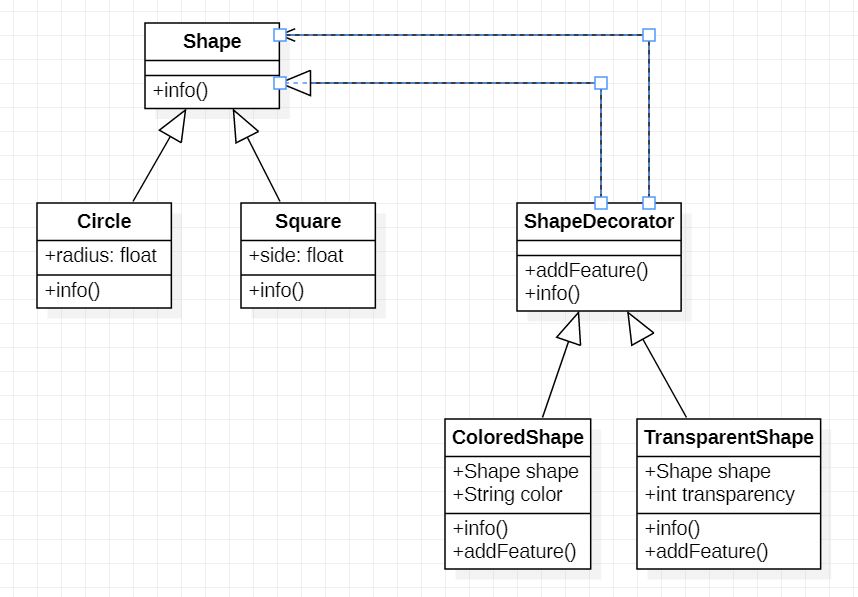 Shape
+info()
Circle
+radius: float
+info()
Square
+side: float
+info()
ShapeDecorator
+addFeature()
+info()
ColoredShape
+Shape shape
+String color
+info()
+addFeature()
TransparentShape
+Shape shape
+int transparency
+info()
+addFeature()